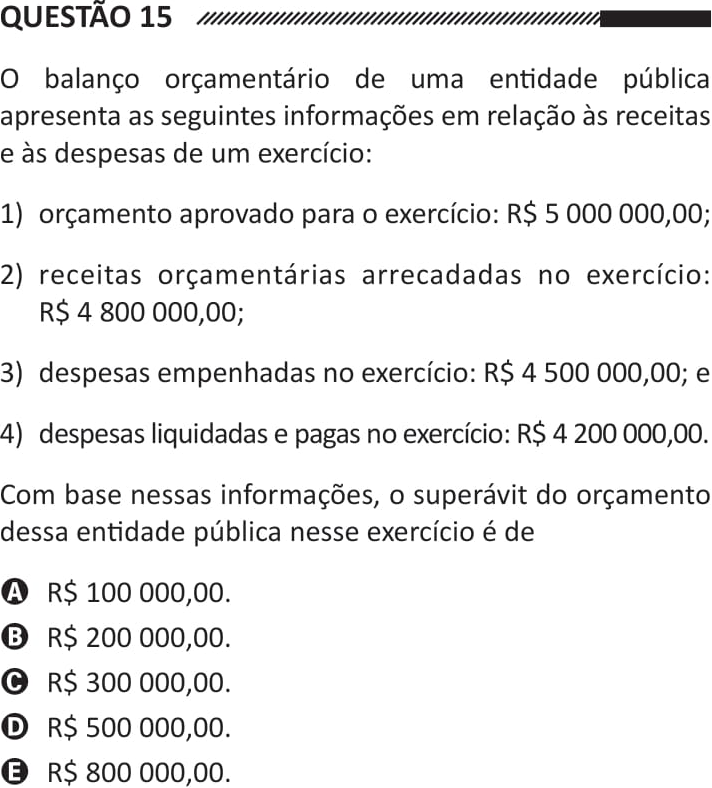 QUESTÃO 15
O balanço orçamentário de uma entidade pública
apresenta as seguintes informações em relação às receitas
e às despesas de um exercício:
1) orçamento aprovado para o exercício: R$ 5 000 000,00;
2) receitas orçamentárias arrecadadas no exercício:
R$ 4 800 000,00;
3) despesas empenhadas no exercício: R$ 4 500 000,00; e
4) despesas liquidadas e pagas no exercício: R$ 4 200 000,00.
Com base nessas informações, o superávit do orçamento
dessa entidade pública nesse exercício é de
A R$ 100 000,00.
B R$ 200 000,00.
C R$ 300 000,00.
D R$ 500 000,00.
E R$ 800 000,00.